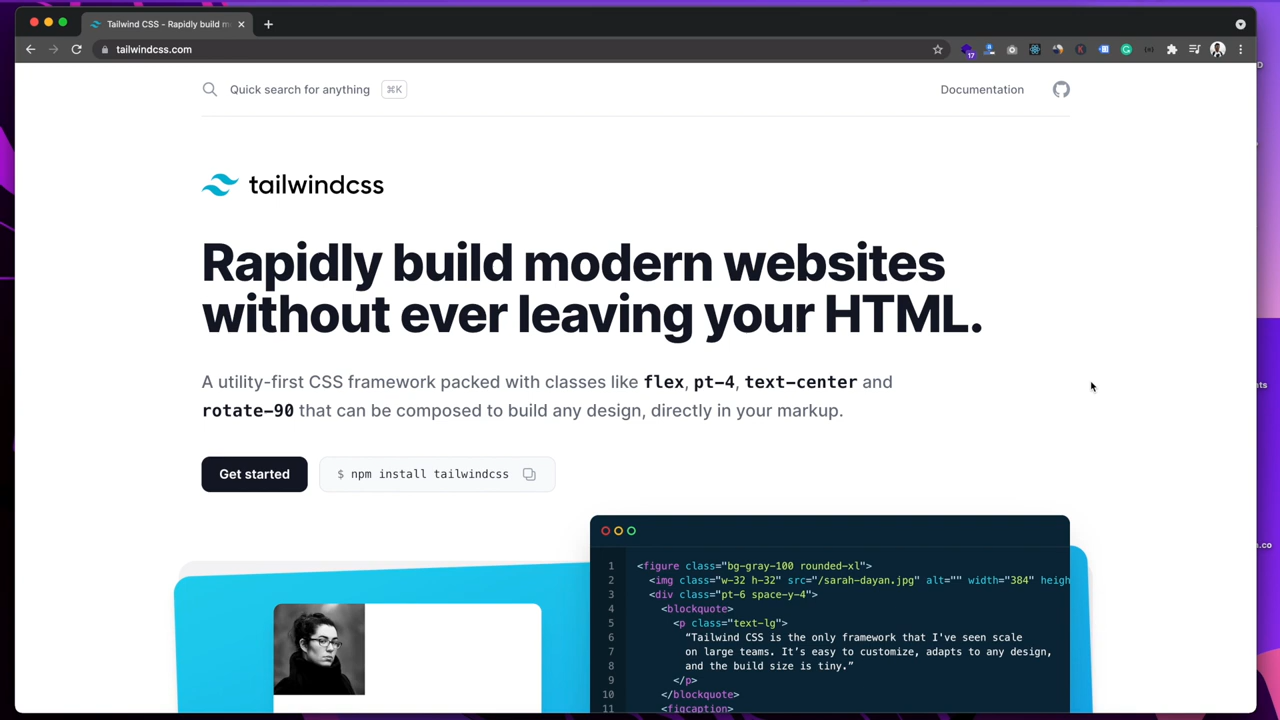 Tailwind CSS - Rapidly build m
tailwindcss.com
17
Quick search for anything
⌘K
Documentation
tailwindcss
Rapidly build modern websites
without ever leaving your HTML.
A utility-first CSS framework packed with classes like flex, pt-4, text-center and
rotate-90 that can be composed to build any design, directly in your markup.
Get started
$ npm install tailwindcss
1 <figure class="bg-gray-100 rounded-xl">
2 <img class="w-32 h-32" src="/sarah-dayan.jpg" alt="" width="384" heigh
3 <div class="pt-6 space-y-4">
4 <blockquote>
5 <p class="text-lg">
6 “Tailwind CSS is the only framework that I've seen scale
7 on large teams. It’s easy to customize, adapts to any design,
8 and the build size is tiny.”
9 </p>
10 </blockquote>
11 <figcaption>